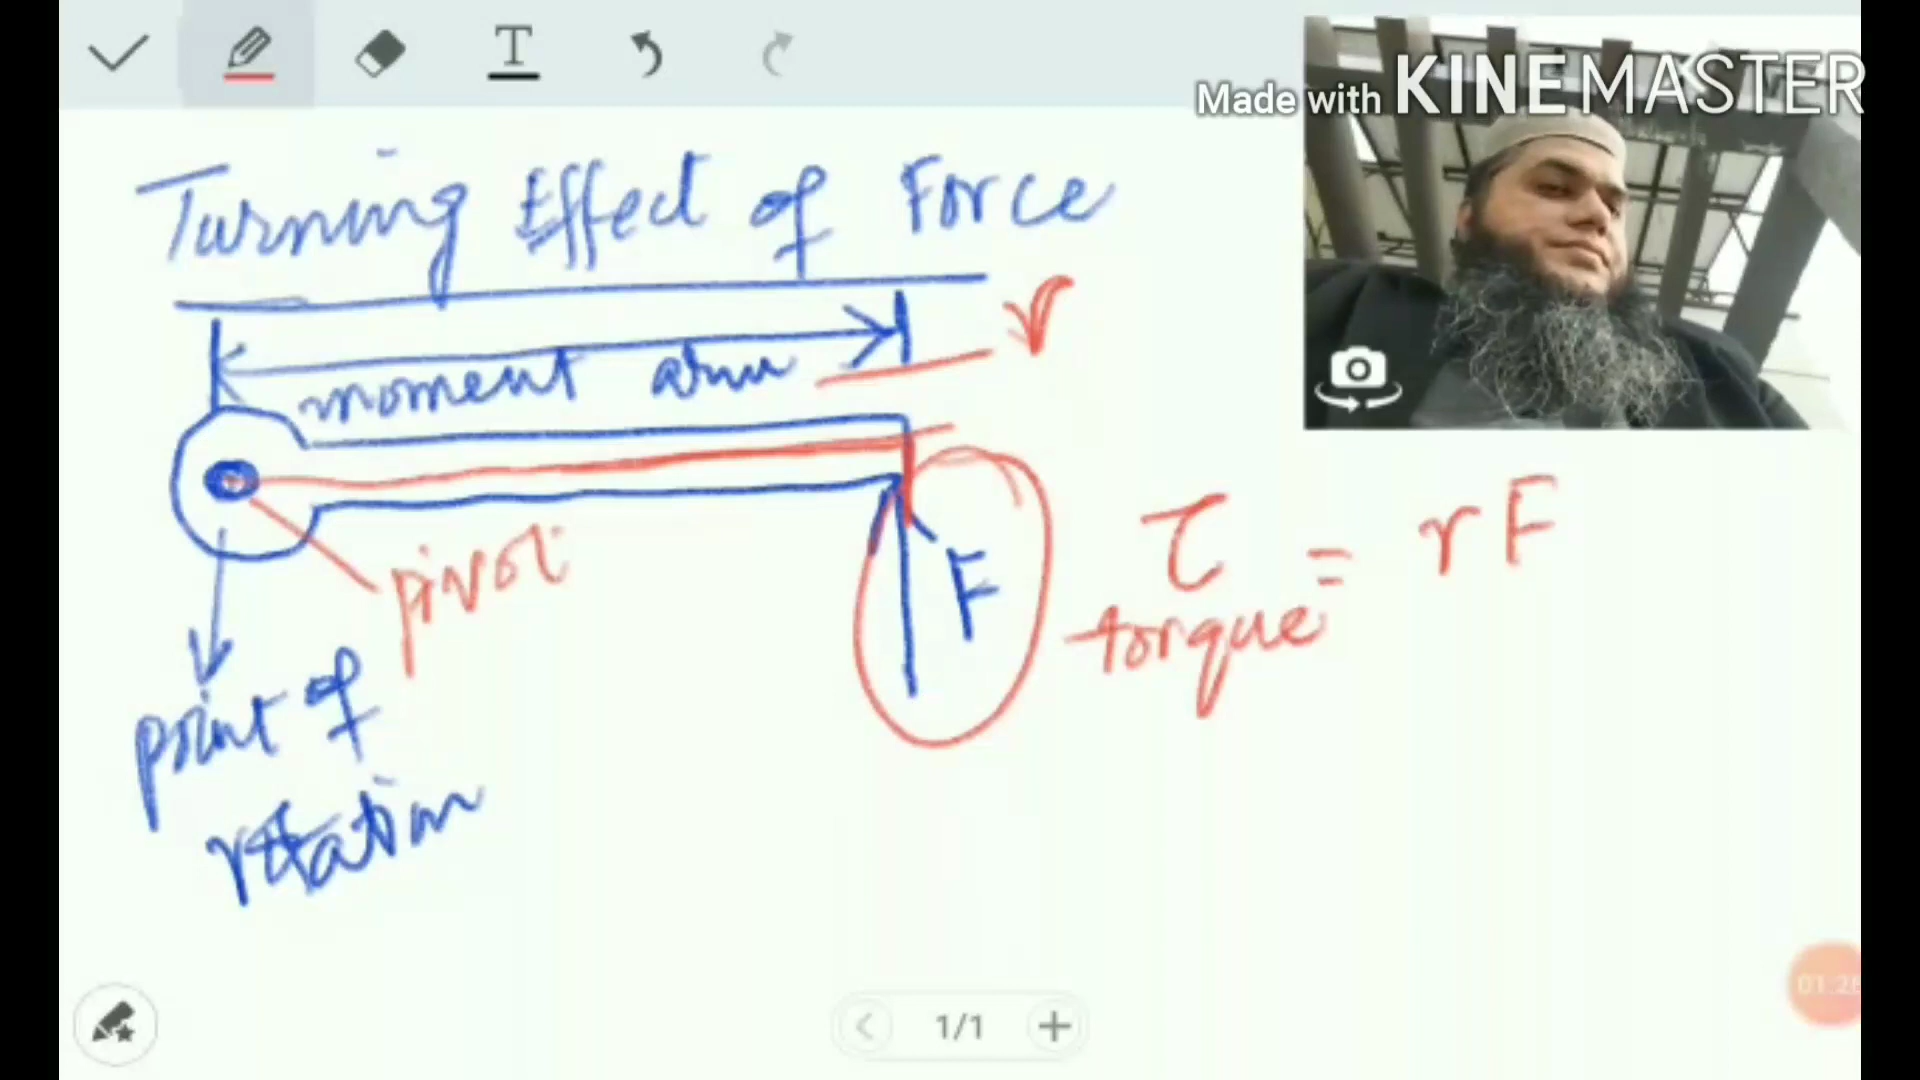 T
Made with KINEMASTER
Turning Effect of Force
r
moment arm
pivot
F
τ = rF
torque
point of
rotation
1/1